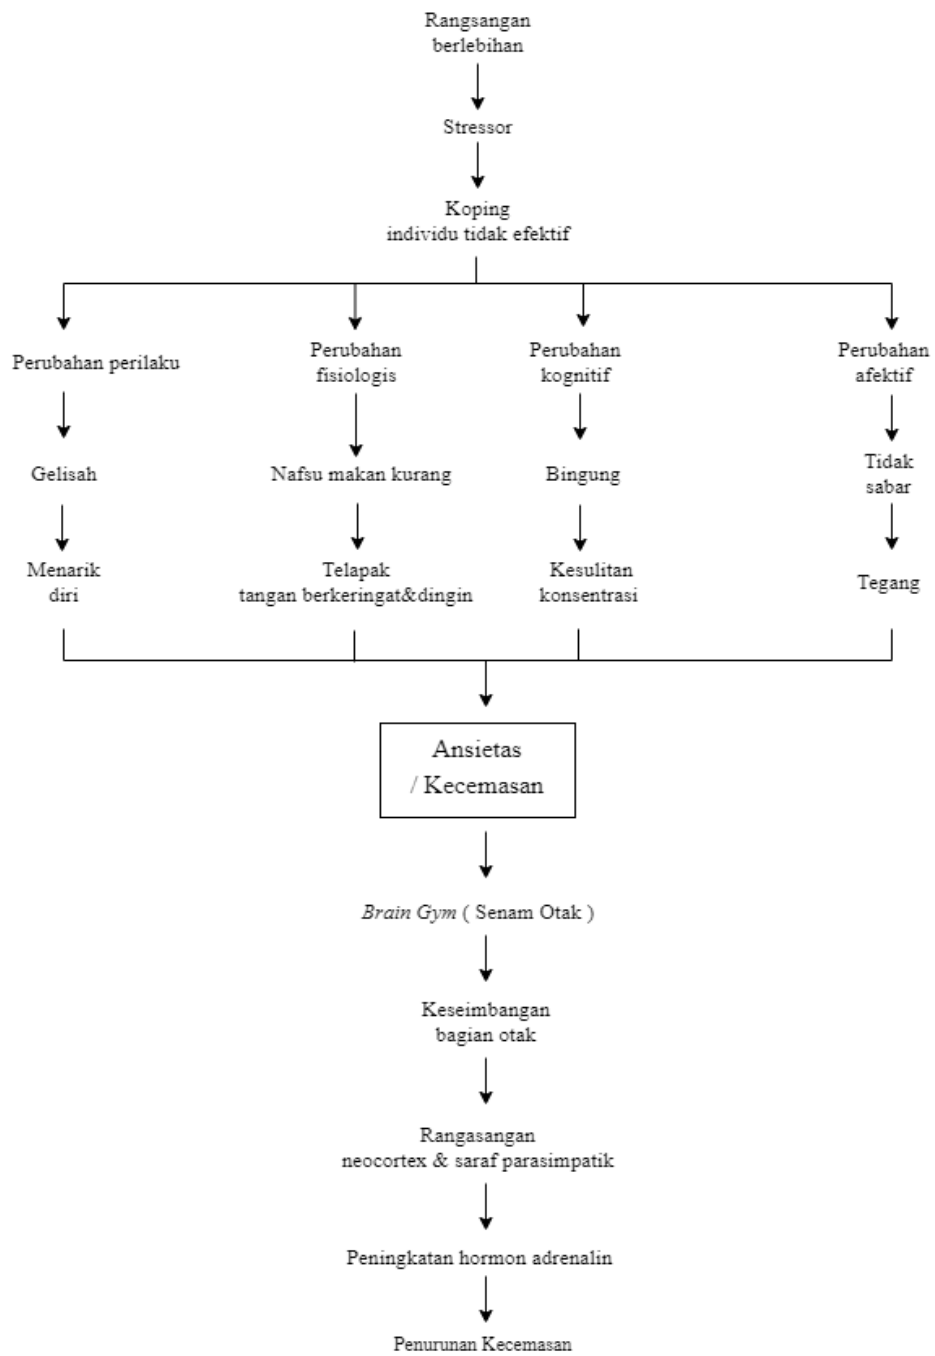 Rangsangan
berlebihan
Stressor
Koping
individu tidak efektif
Perubahan perilaku
Perubahan
fisiologis
Perubahan
kognitif
Perubahan
afektif
Gelisah
Nafsu makan kurang
Bingung
Tidak
sabar
Menarik
diri
Telapak
tangan berkeringat&dingin
Kesulitan
konsentrasi
Tegang
Ansietas
/ Kecemasan
Brain Gym ( Senam Otak )
Keseimbangan
bagian otak
Rangasangan
neocortex & saraf parasimpatik
Peningkatan hormon adrenalin
Penurunan Kecemasan